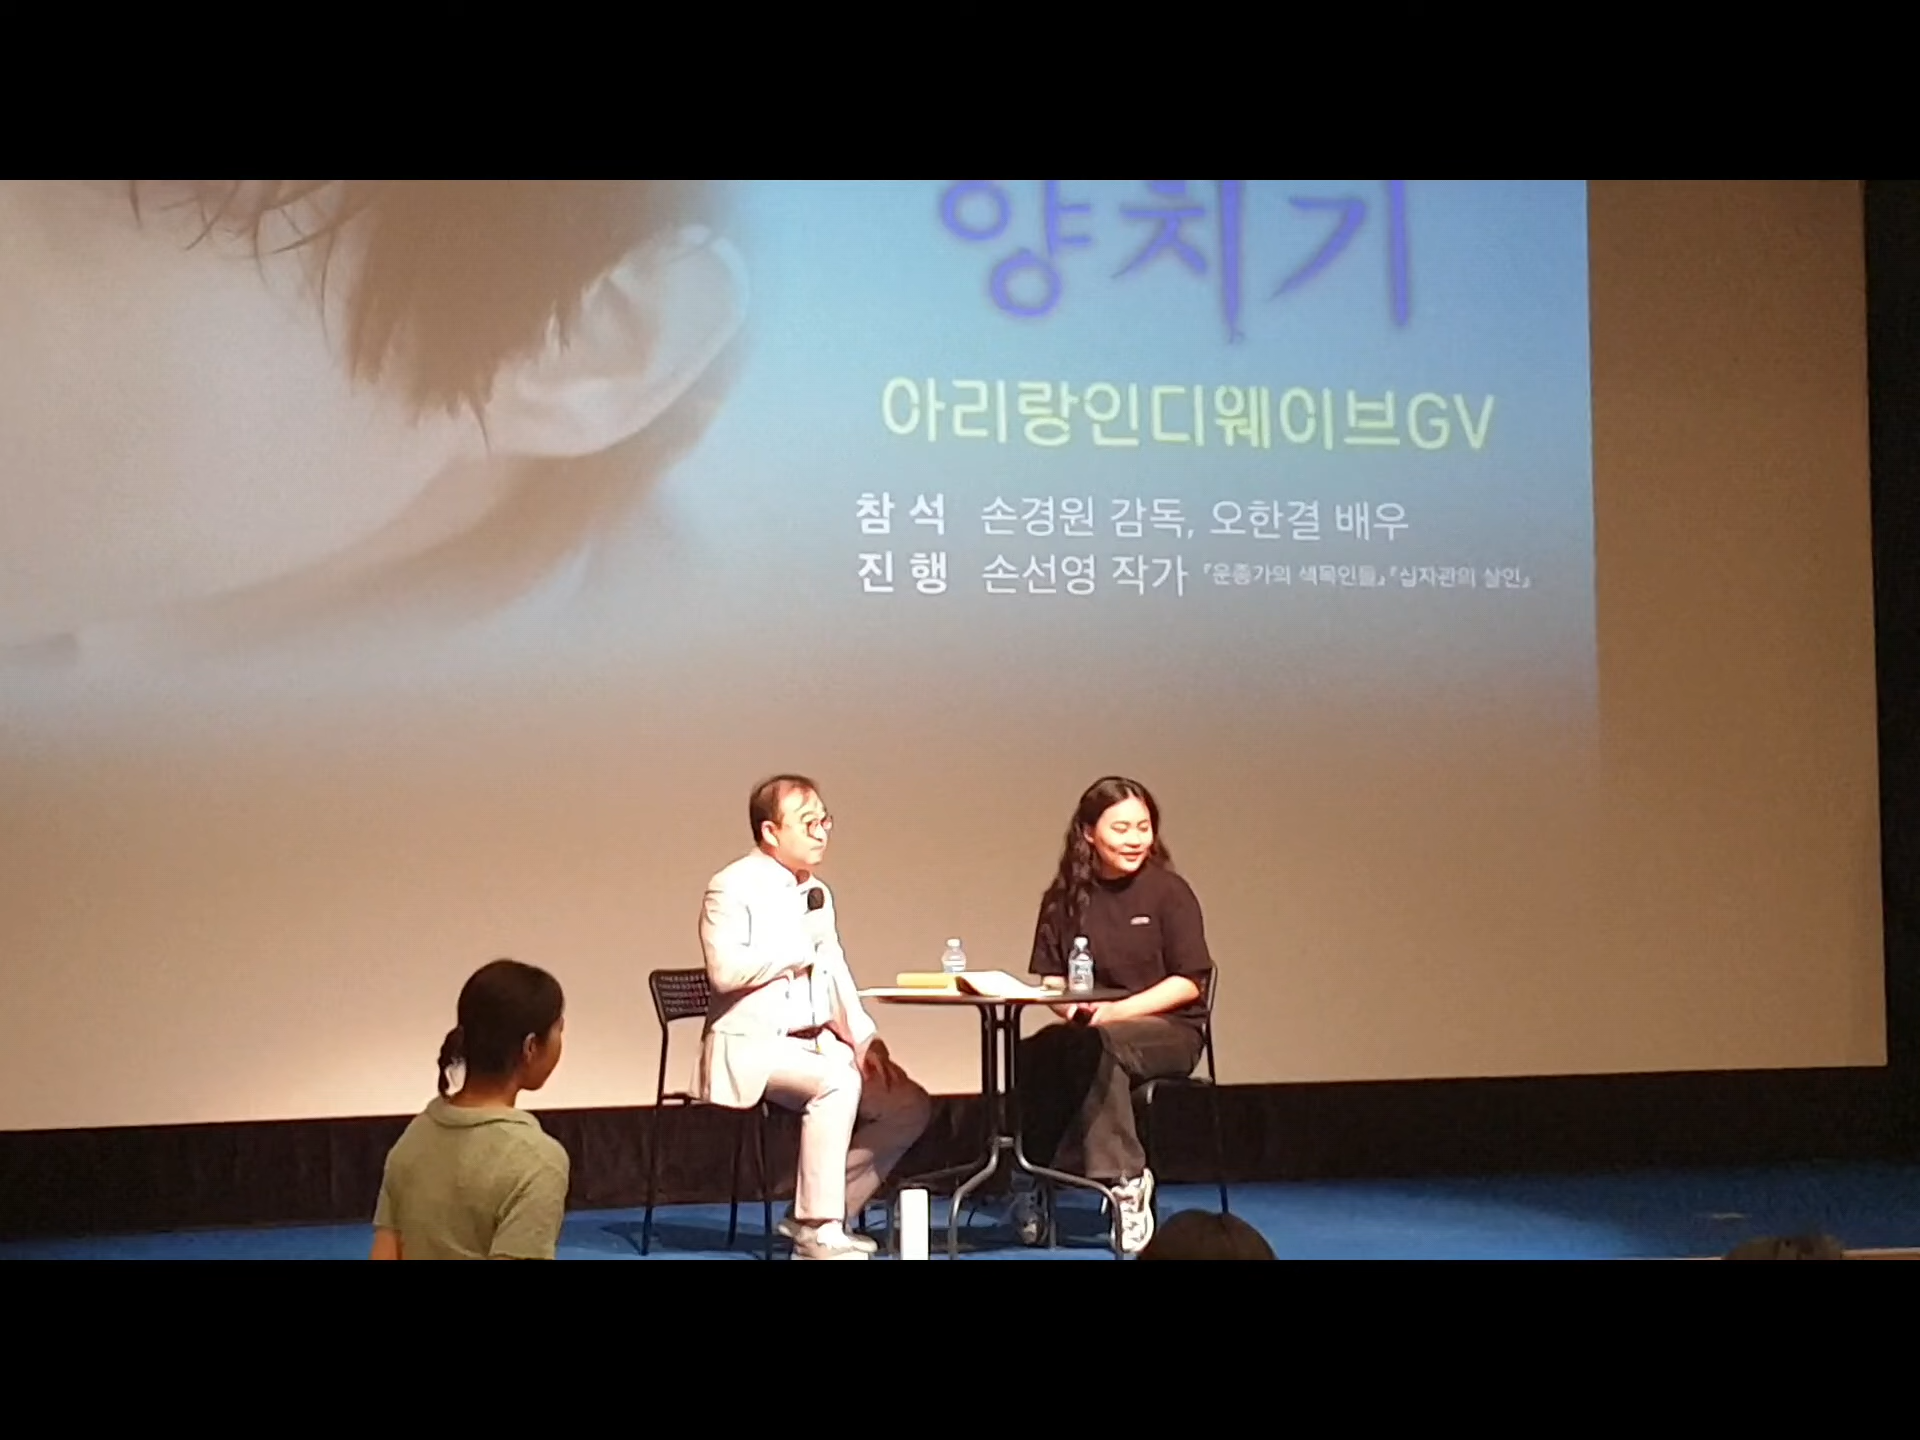 양치기
아리랑인디웨이브GV
참 석 손경원 감독, 오한결 배우
진 행 손선영 작가 『운종가의 색목인들』『십자관의 살인』